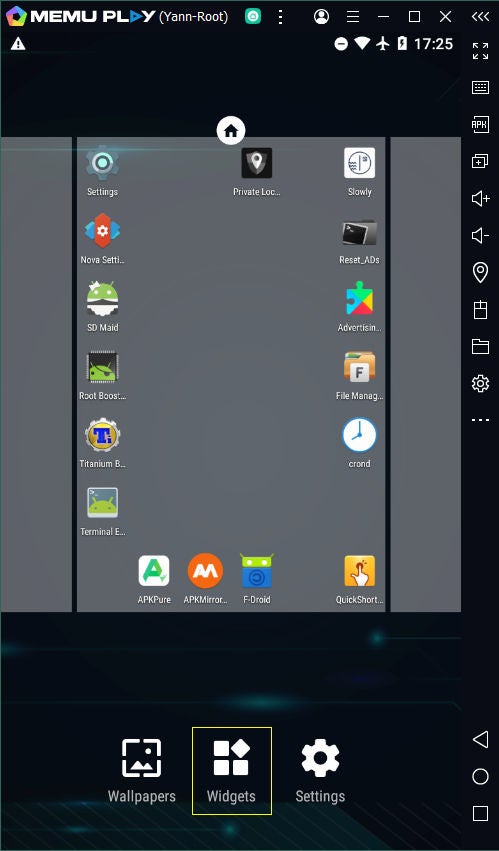 MEMU PLAY (Yann-Root)
17:25
Settings
Private Loc...
Slowly
Nova Setti...
Reset_ADs
SD Maid
Advertisin...
Root Boost...
File Manag...
F
Titanium B...
crond
Terminal E...
APKPure
APKMirror...
F-Droid
QuickShort...
Wallpapers
Widgets
Settings
APK